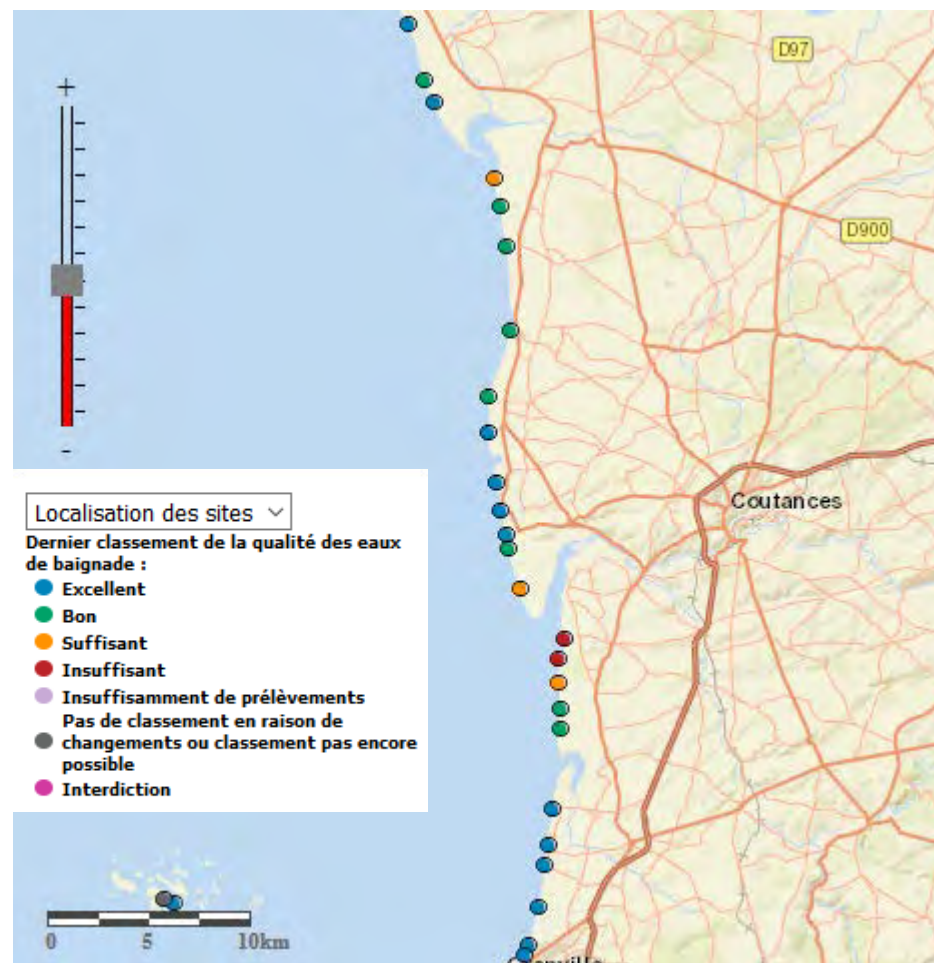 D97
+
D900
-
Coutances
Localisation des sites
Dernier classement de la qualité des eaux
de baignade :
Excellent
Bon
Suffisant
Insuffisant
Insuffisamment de prélèvements
Pas de classement en raison de
changements ou classement pas encore
possible
Interdiction
0 5 10km